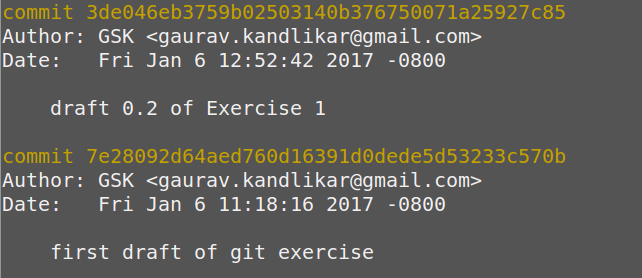 commit 3de046eb3759b02503140b376750071a25927c85
Author: GSK <gaurav.kandlikar@gmail.com>
Date:   Fri Jan 6 12:52:42 2017 -0800
draft 0.2 of Exercise 1
commit 7e28092d64aed760d16391d0dede5d53233c570b
Author: GSK <gaurav.kandlikar@gmail.com>
Date:   Fri Jan 6 11:18:16 2017 -0800
first draft of git exercise